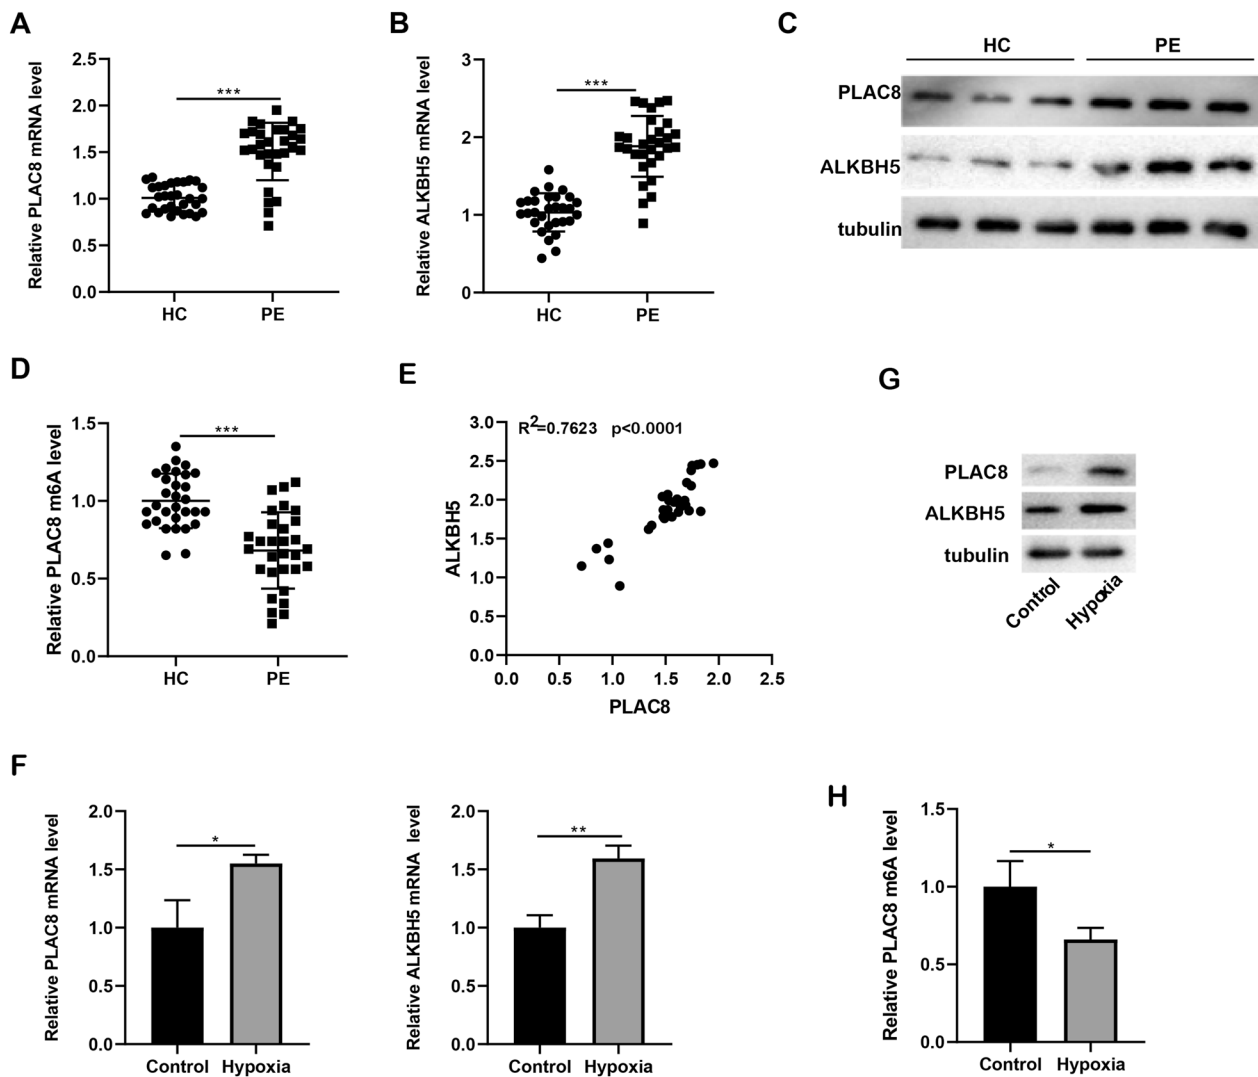 A
Relative PLAC8 mRNA level
2.5
2.0
1.5
1.0
0.5
0.0
***
HC
PE
B
Relative ALKBH5 mRNA level
3
2
1
0
***
HC
PE
C
HC
PE
PLAC8
ALKBH5
tubulin
D
Relative PLAC8 m6A level
1.5
1.0
0.5
0.0
***
HC
PE
E
R2=0.7623 p<0.0001
ALKBH5
3.0
2.5
2.0
1.5
1.0
0.5
0.0
0.0 0.5 1.0 1.5 2.0 2.5
PLAC8
G
PLAC8
ALKBH5
tubulin
Control
Hypoxia
F
Relative PLAC8 mRNA level
2.0
1.5
1.0
0.5
0.0
*
Control
Hypoxia
Relative ALKBH5 mRNA level
2.0
1.5
1.0
0.5
0.0
**
Control
Hypoxia
H
Relative PLAC8 m6A level
1.5
1.0
0.5
0.0
*
Control
Hypoxia